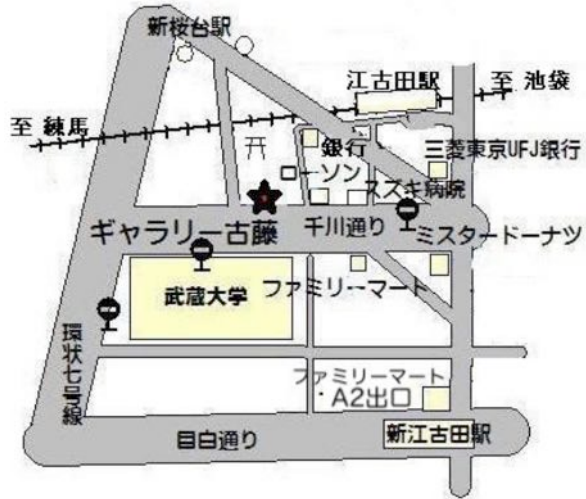 新桜台駅
江古田駅
至 池袋
至 練馬
銀行
三菱東京UFJ銀行
ローソン
スズキ病院
ギャラリー古藤
千川通り
ミスタードーナツ
武蔵大学
ファミリーマート
環状七号線
ファミリーマート
・A2出口
目白通り
新江古田駅